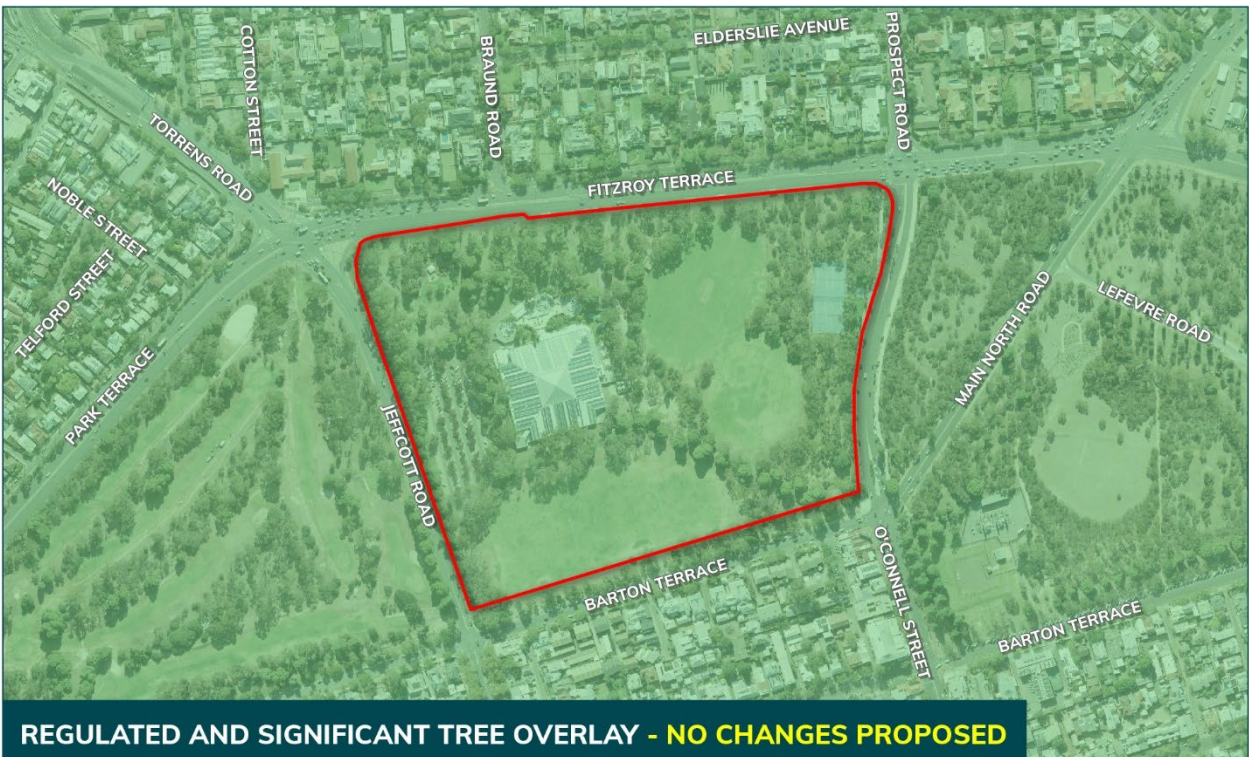 ELDERSLIE AVENUE
COTTON STREET
BRAUND ROAD
PROSPECT ROAD
TORRENS ROAD
FITZROY TERRACE
NOBLE STREET
TELFORD STREET
LEFEVRE ROAD
MAIN NORTH ROAD
PARK TERRACE
JEFFCOTT ROAD
O'CONNELL STREET
BARTON TERRACE
BARTON TERRACE
REGULATED AND SIGNIFICANT TREE OVERLAY - NO CHANGES PROPOSED